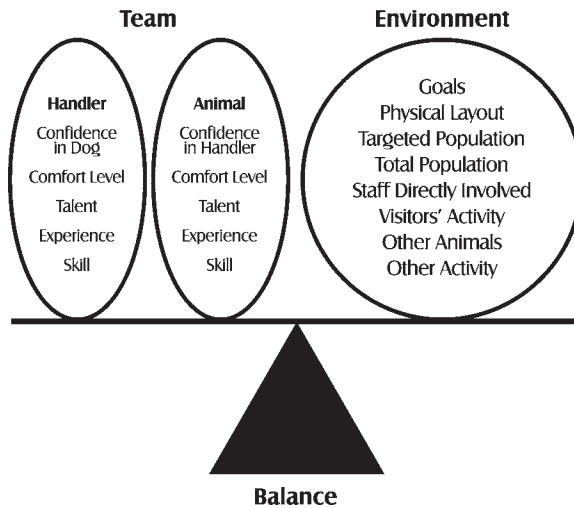 Team
Environment
Handler
Confidence
in Dog
Comfort Level
Talent
Experience
Skill
Animal
Confidence
in Handler
Comfort Level
Talent
Experience
Skill
Goals
Physical Layout
Targeted Population
Total Population
Staff Directly Involved
Visitors' Activity
Other Animals
Other Activity
Balance